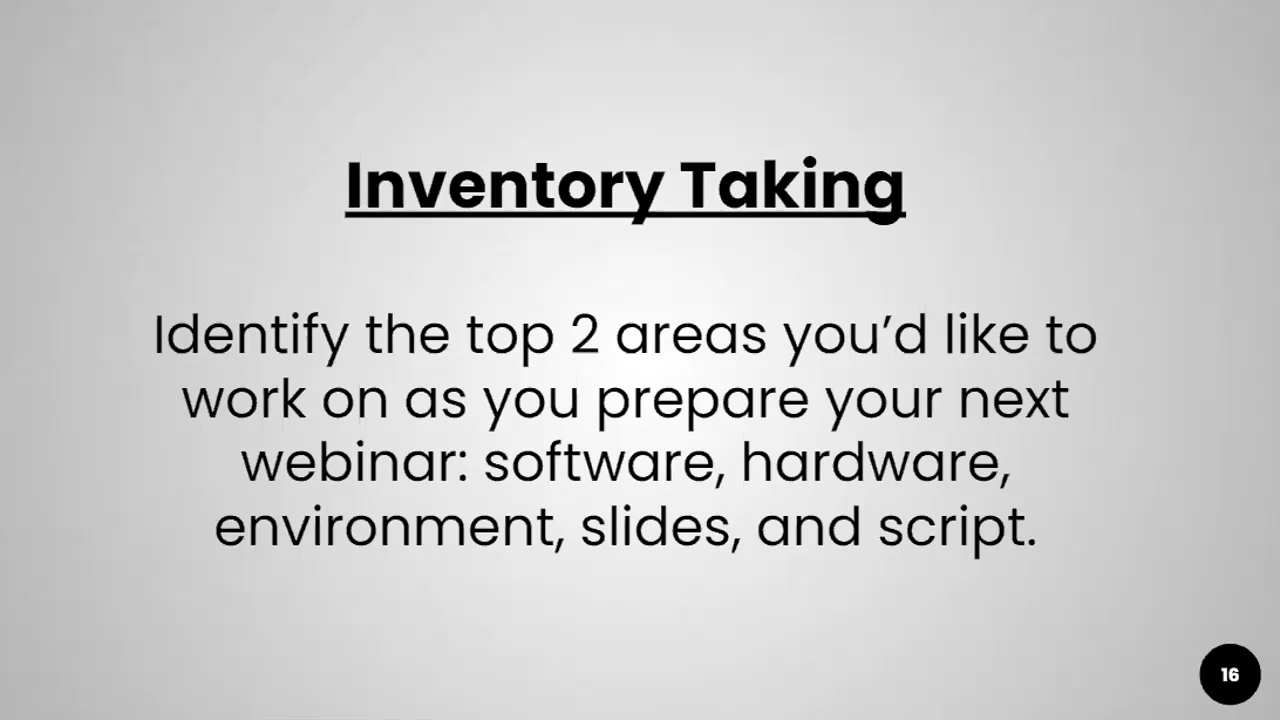 Inventory Taking
Identify the top 2 areas you’d like to
work on as you prepare your next
webinar: software, hardware,
environment, slides, and script.
16